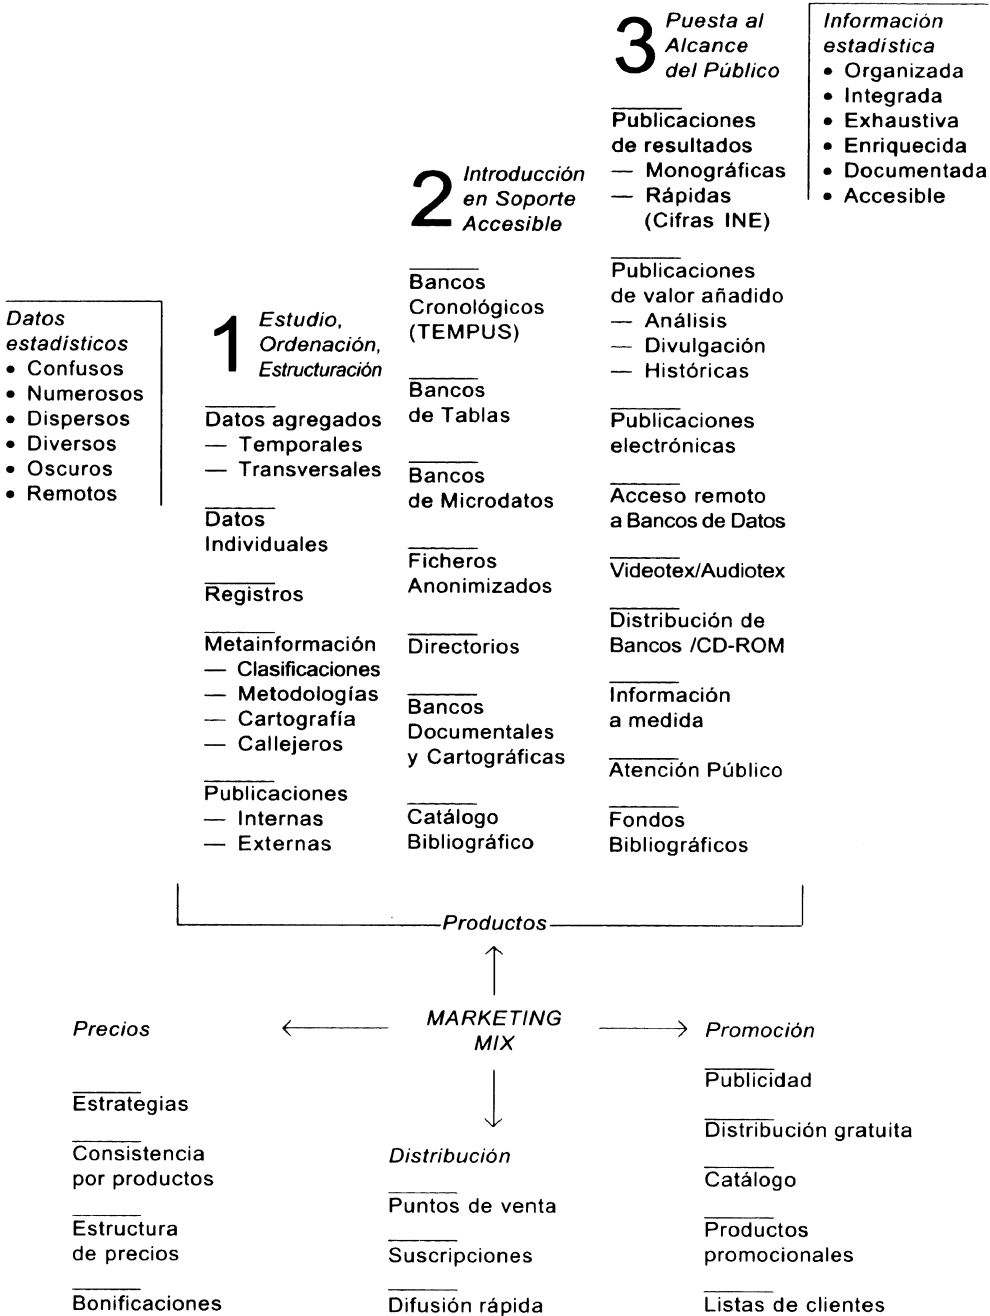 Datos
estadísticos
• Confusos
• Numerosos
• Dispersos
• Diversos
• Oscuros
• Remotos
1 Estudio,
Ordenación,
Estructuración
Datos agregados
— Temporales
— Transversales
Datos
Individuales
Registros
Metainformación
— Clasificaciones
— Metodologías
— Cartografía
— Callejeros
Publicaciones
— Internas
— Externas
2 Introducción
en Soporte
Accesible
Bancos
Cronológicos
(TEMPUS)
Bancos
de Tablas
Bancos
de Microdatos
Ficheros
Anonimizados
Directorios
Bancos
Documentales
y Cartográficas
Catálogo
Bibliográfico
3 Puesta al
Alcance
del Público
Publicaciones
de resultados
— Monográficas
— Rápidas
(Cifras INE)
Publicaciones
de valor añadido
— Análisis
— Divulgación
— Históricas
Publicaciones
electrónicas
Acceso remoto
a Bancos de Datos
Videotex/Audiotex
Distribución de
Bancos /CD-ROM
Información
a medida
Atención Público
Fondos
Bibliográficos
Información
estadística
• Organizada
• Integrada
• Exhaustiva
• Enriquecida
• Documentada
• Accesible
Productos
MARKETING
MIX
Precios
Estrategias
Consistencia
por productos
Estructura
de precios
Bonificaciones
Distribución
Puntos de venta
Suscripciones
Difusión rápida
Promoción
Publicidad
Distribución gratuita
Catálogo
Productos
promocionales
Listas de clientes